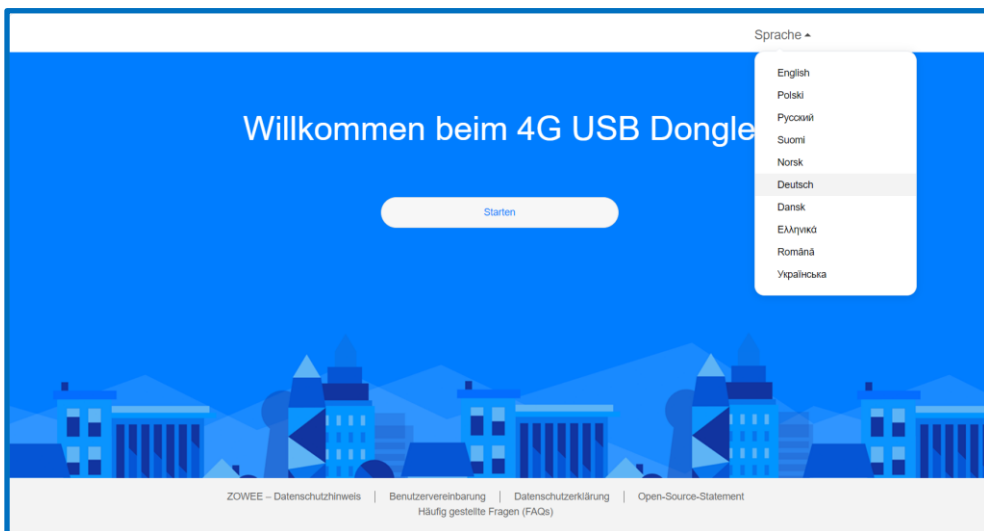 Sprache
English
Polski
Русский
Suomi
Norsk
Deutsch
Dansk
Ελληνικά
Română
Українська
Willkommen beim 4G USB Dongle
Starten
ZOWEE – Datenschutzhinweis | Benutzervereinbarung | Datenschutzerklärung | Open-Source-Statement
Häufig gestellte Fragen (FAQs)